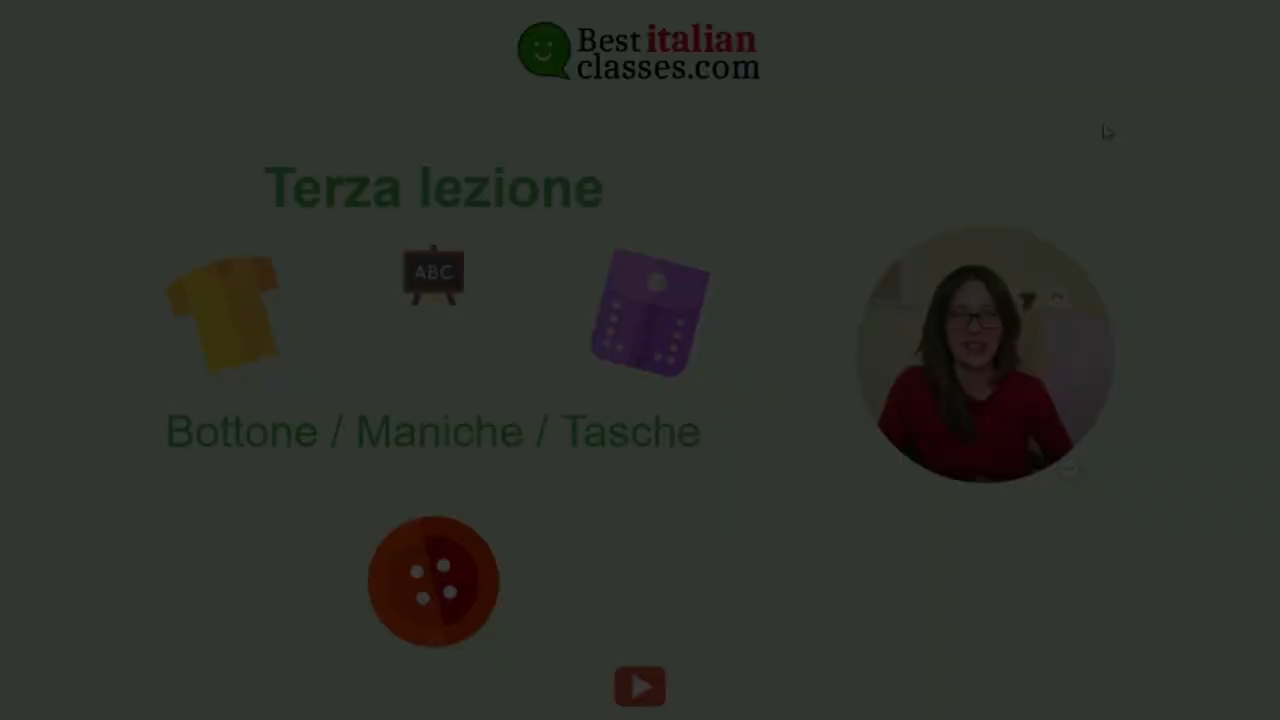 Best italian
classes.com
Terza lezione
ABC
Bottone / Maniche / Tasche